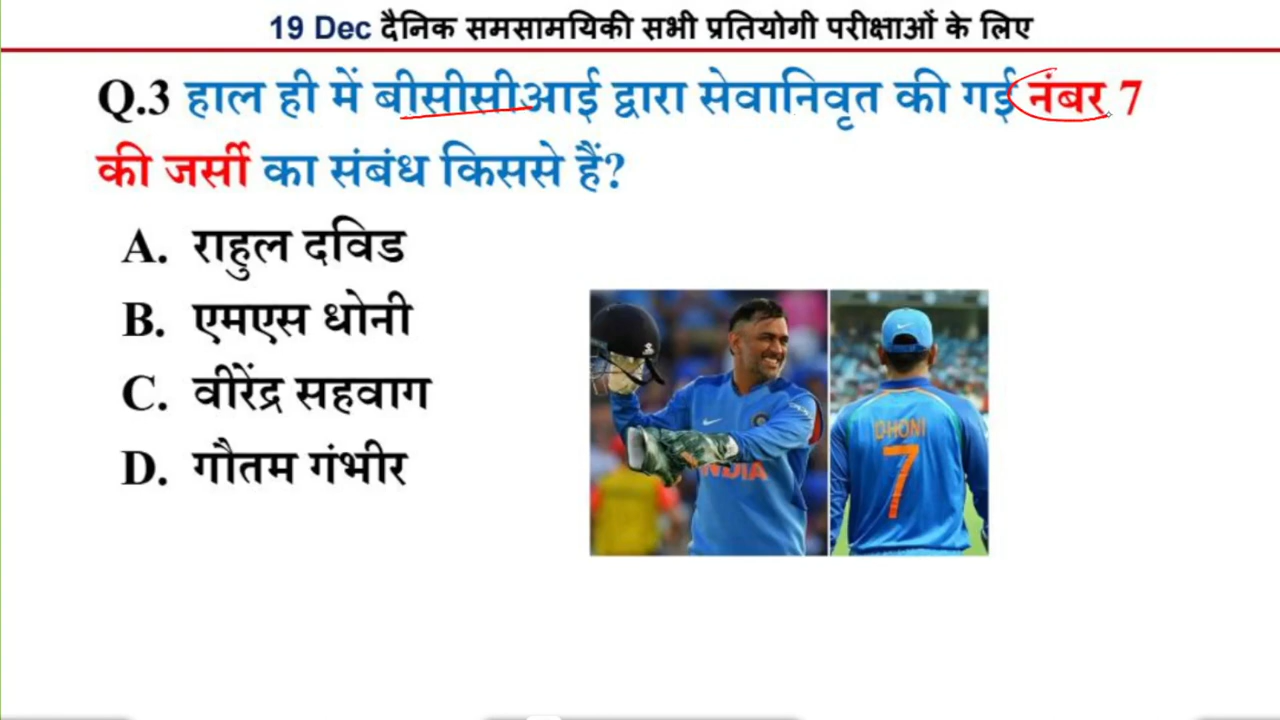 19 Dec दैनिक समसामयिकी सभी प्रतियोगी परीक्षाओं के लिए
Q.3 हाल ही में बीसीसीआई द्वारा सेवानिवृत की गई नंबर 7
की जर्सी का संबंध किससे हैं?
A. राहुल दविड
B. एमएस धोनी
C. वीरेंद्र सहवाग
D. गौतम गंभीर
INDIA
DHONI
7